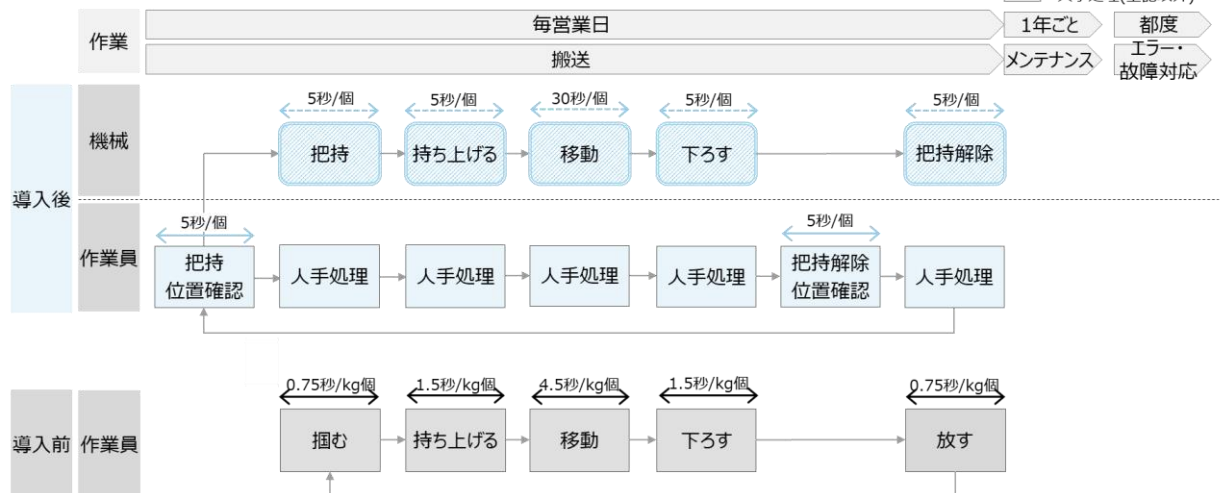 作業
毎営業日
1年ごと
都度
搬送
メンテナンス
エラー・
故障対応
導入後
機械
5秒/個
5秒/個
30秒/個
5秒/個
5秒/個
把持
持ち上げる
移動
下ろす
把持解除
作業員
5秒/個
5秒/個
把持
位置確認
人手処理
人手処理
人手処理
人手処理
把持解除
位置確認
人手処理
導入前
作業員
0.75秒/kg個
1.5秒/kg個
4.5秒/kg個
1.5秒/kg個
0.75秒/kg個
掴む
持ち上げる
移動
下ろす
放す